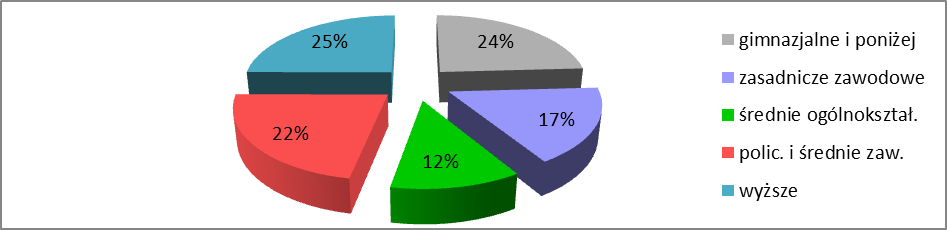 25%
24%
17%
12%
22%
gimnazjalne i poniżej
zasadnicze zawodowe
średnie ogólnokształ.
polic. i średnie zaw.
wyższe